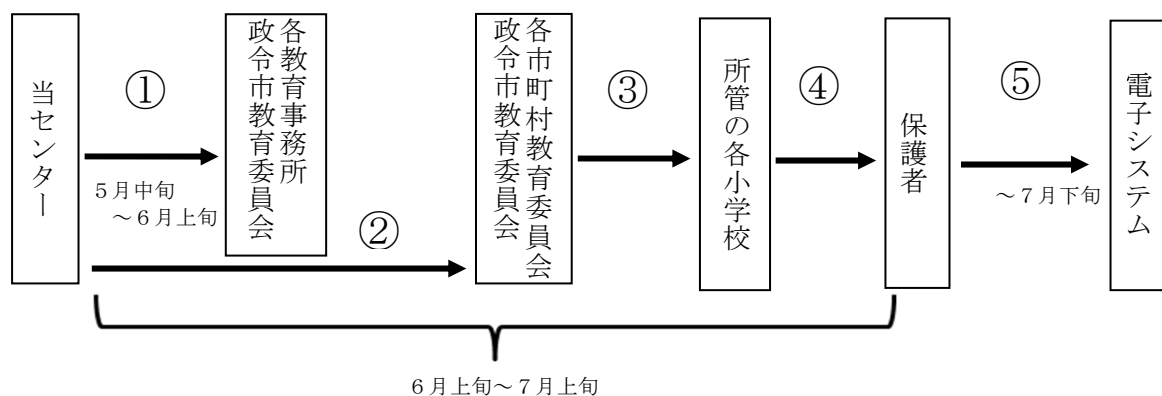 当センター
①
５月中旬
～６月上旬
各教育事務所
政令市教育委員会
②
各市町村教育委員会
政令市教育委員会
③
所管の各小学校
④
保護者
⑤
～７月下旬
電子システム
６月上旬～７月上旬